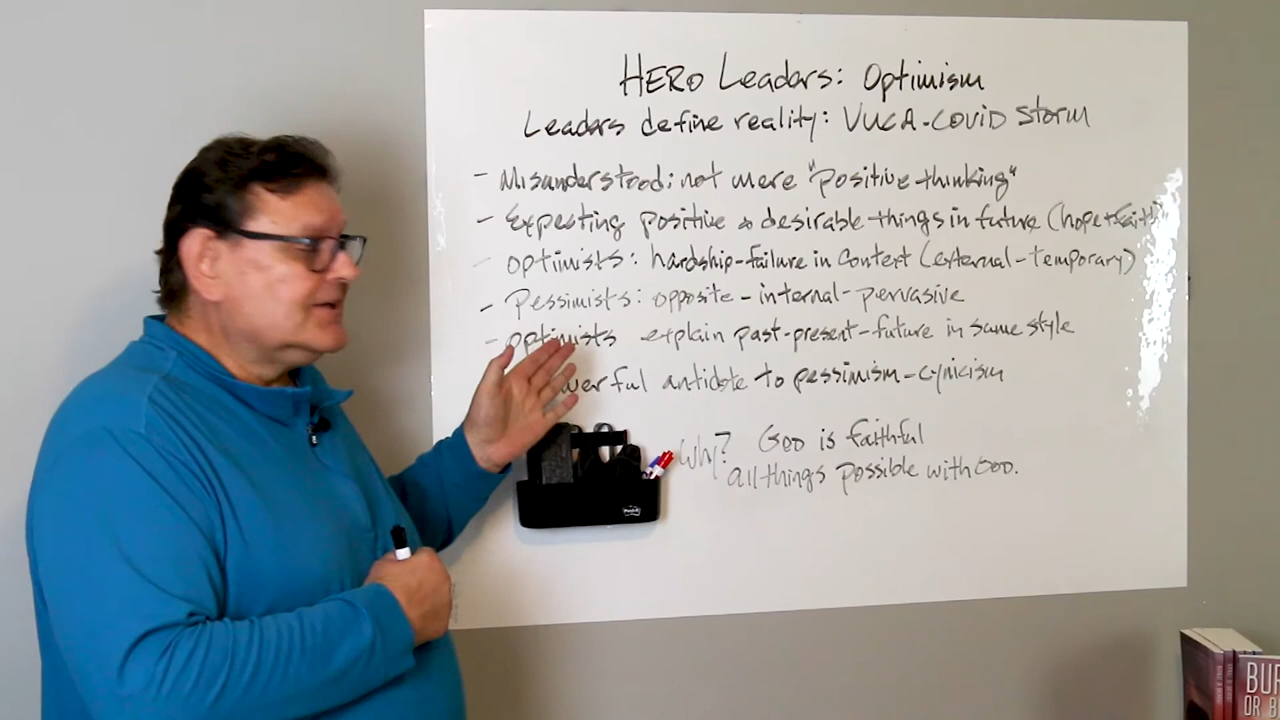 HERO Leaders: Optimism
Leaders define reality: VUCA-COVID Storm
- Misunderstood: not mere "positive-thinking"
- Expecting positive & desirable-things in future (hope+faith)
- optimists: hardship-failure in Context (external-temporary)
- Pessimists: opposite-internal-pervasive
- optimists explain past-present-future in same style
antidote to pessimism-cynicism
Why? God is faithful
all things possible with God.
Post-it
BUR
OR B